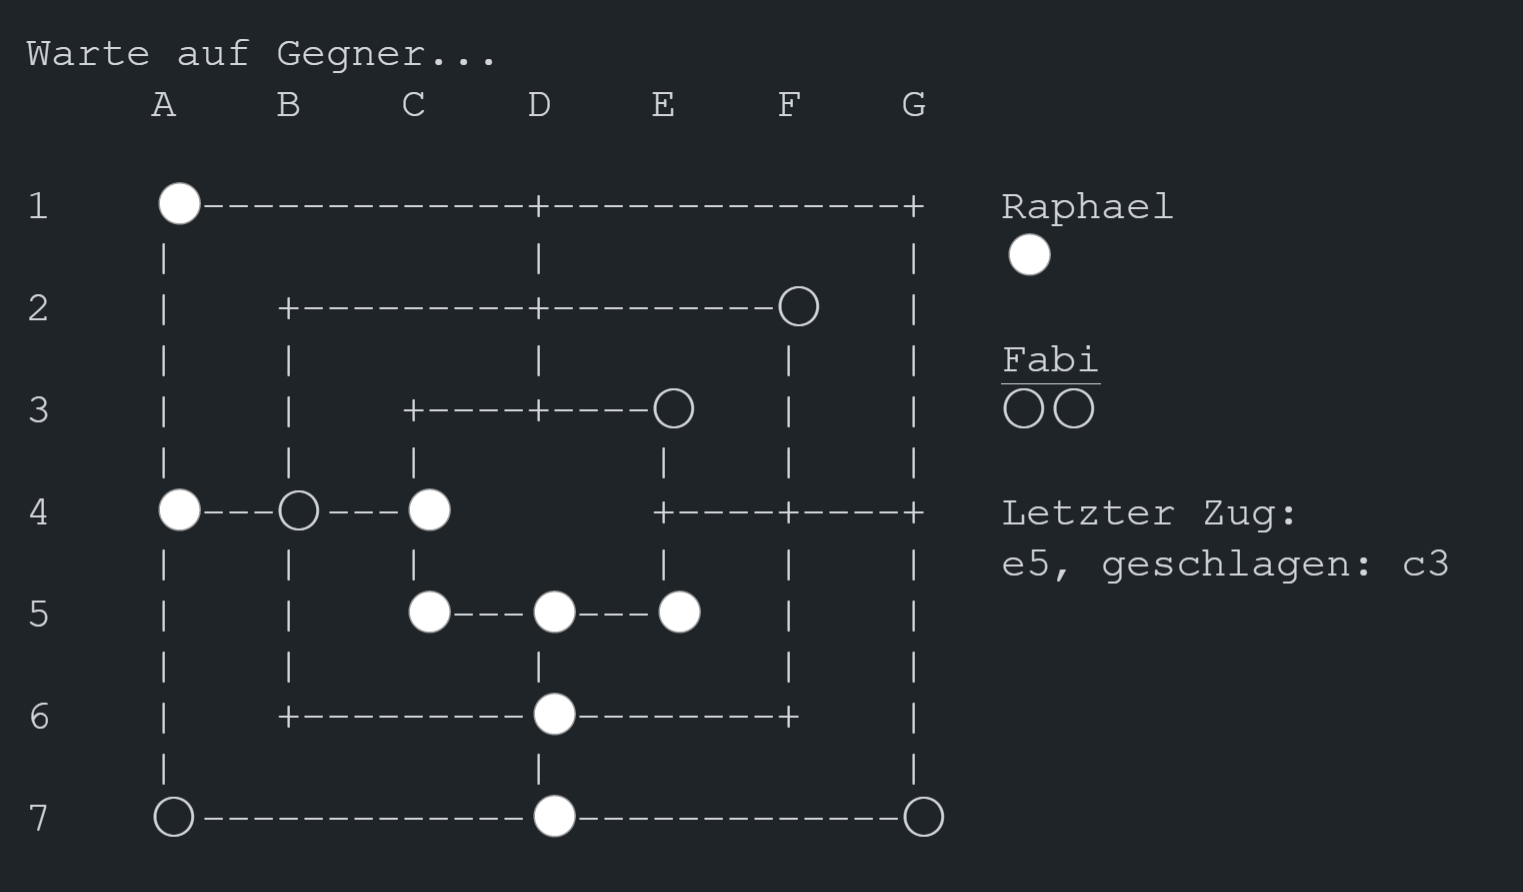 Warte auf Gegner...
A B C D E F G
1
Raphael
2
Fabi
3
4
Letzter Zug:
e5, geschlagen: c3
5
6
7